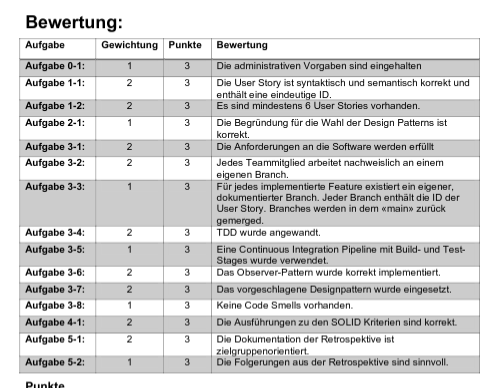 Bewertung:
Aufgabe Gewichtung Punkte Bewertung
Aufgabe 0-1: 1 3 Die administrativen Vorgaben sind eingehalten
Aufgabe 1-1: 2 3 Die User Story ist syntaktisch und semantisch korrekt und
enthält eine eindeutige ID.
Aufgabe 1-2: 2 3 Es sind mindestens 6 User Stories vorhanden.
Aufgabe 2-1: 1 3 Die Begründung für die Wahl der Design Patterns ist
korrekt.
Aufgabe 3-1: 2 3 Die Anforderungen an die Software werden erfüllt
Aufgabe 3-2: 2 3 Jedes Teammitglied arbeitet nachweislich an einem
eigenen Branch.
Aufgabe 3-3: 1 3 Für jedes implementierte Feature existiert ein eigener,
dokumentierter Branch. Jeder Branch enthält die ID der
User Story. Branches werden in dem «main» zurück
gemerged.
Aufgabe 3-4: 2 3 TDD wurde angewandt.
Aufgabe 3-5: 1 3 Eine Continuous Integration Pipeline mit Build- und Test-
Stages wurde verwendet.
Aufgabe 3-6: 2 3 Das Observer-Pattern wurde korrekt implementiert.
Aufgabe 3-7: 2 3 Das vorgeschlagene Designpattern wurde eingesetzt.
Aufgabe 3-8: 1 3 Keine Code Smells vorhanden.
Aufgabe 4-1: 2 3 Die Ausführungen zu den SOLID Kriterien sind korrekt.
Aufgabe 5-1: 2 3 Die Dokumentation der Retrospektive ist
zielgruppenorientiert.
Aufgabe 5-2: 1 3 Die Folgerungen aus der Retrospektive sind sinnvoll.
Punkte